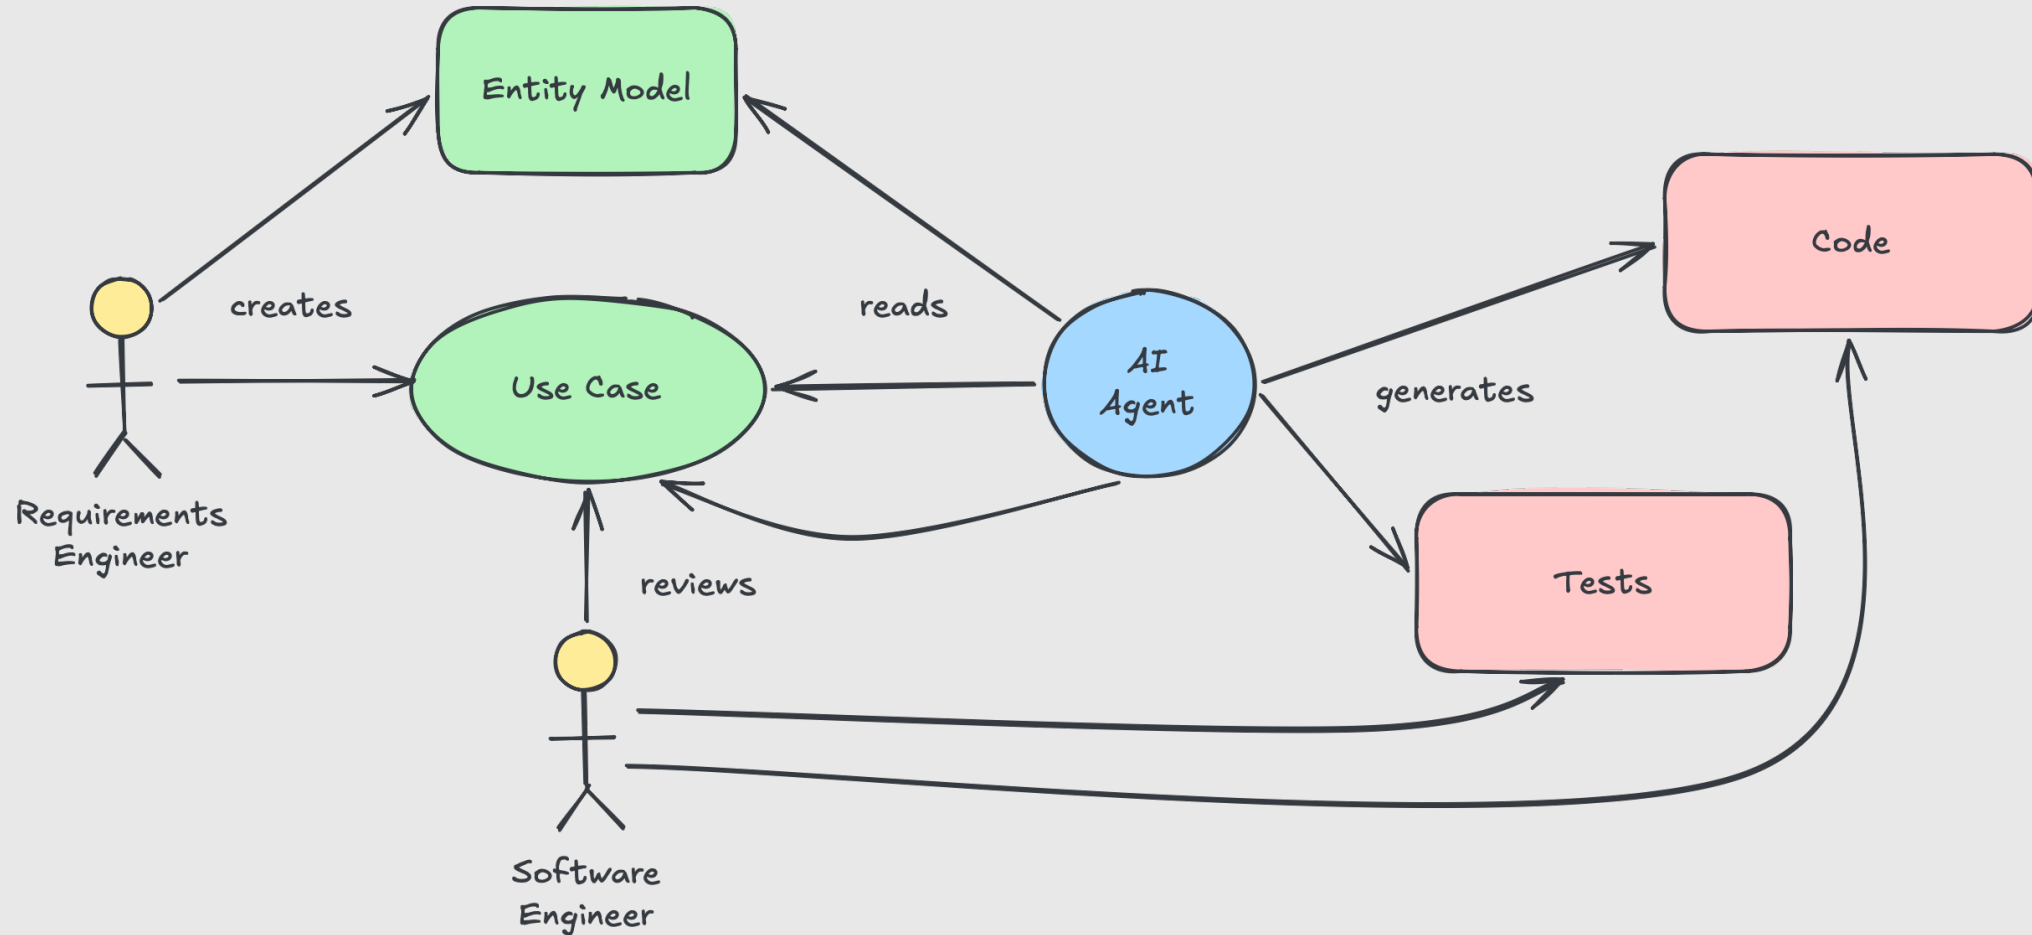 Entity Model
Code
creates
reads
Use Case
AI
Agent
generates
Requirements
Engineer
reviews
Tests
Software
Engineer